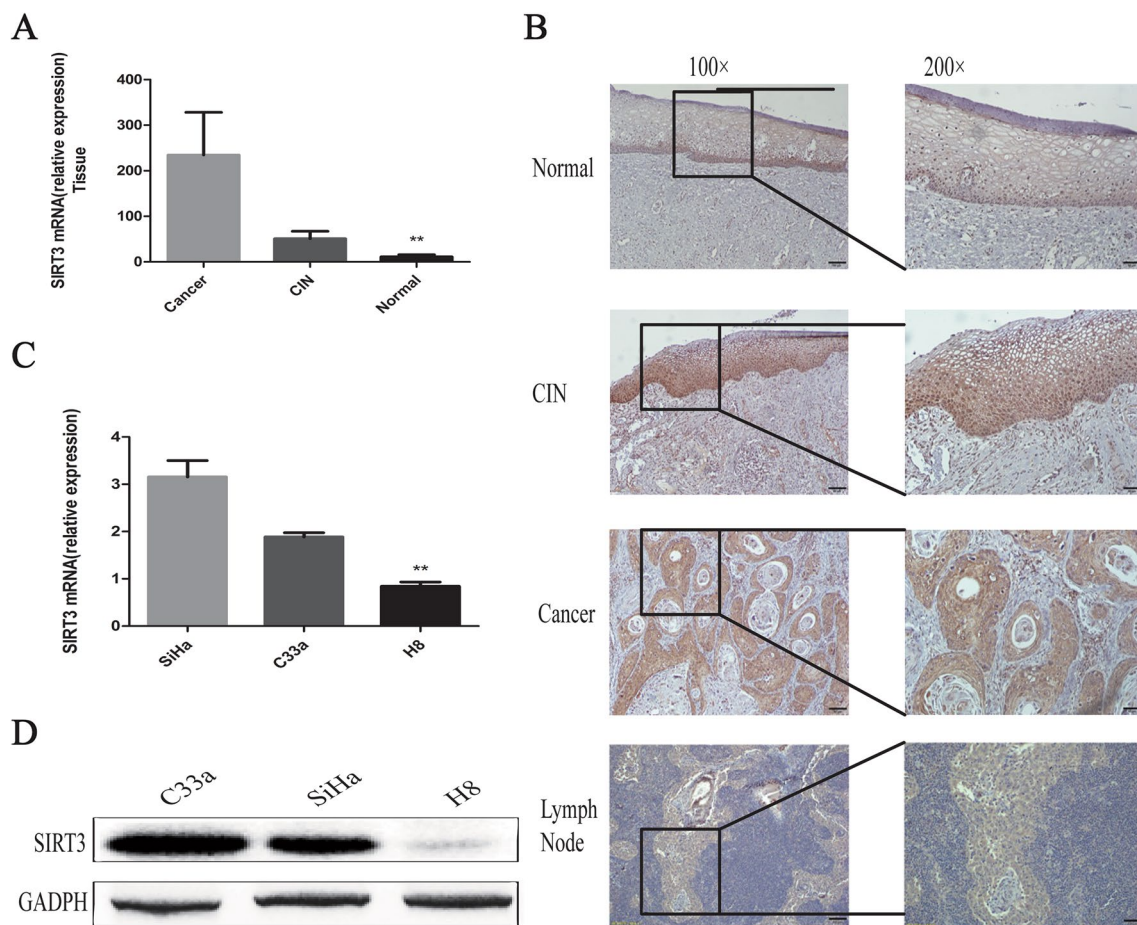 A
SIRT3 mRNA(relative expression)
Tissue
400
300
200
100
0
**
Cancer
CIN
Normal
B
100×
200×
Normal
CIN
Cancer
Lymph
Node
C
SIRT3 mRNA(relative expression)
4
3
2
1
0
**
SiHa
C33a
H8
D
C33a
SiHa
H8
SIRT3
GADPH